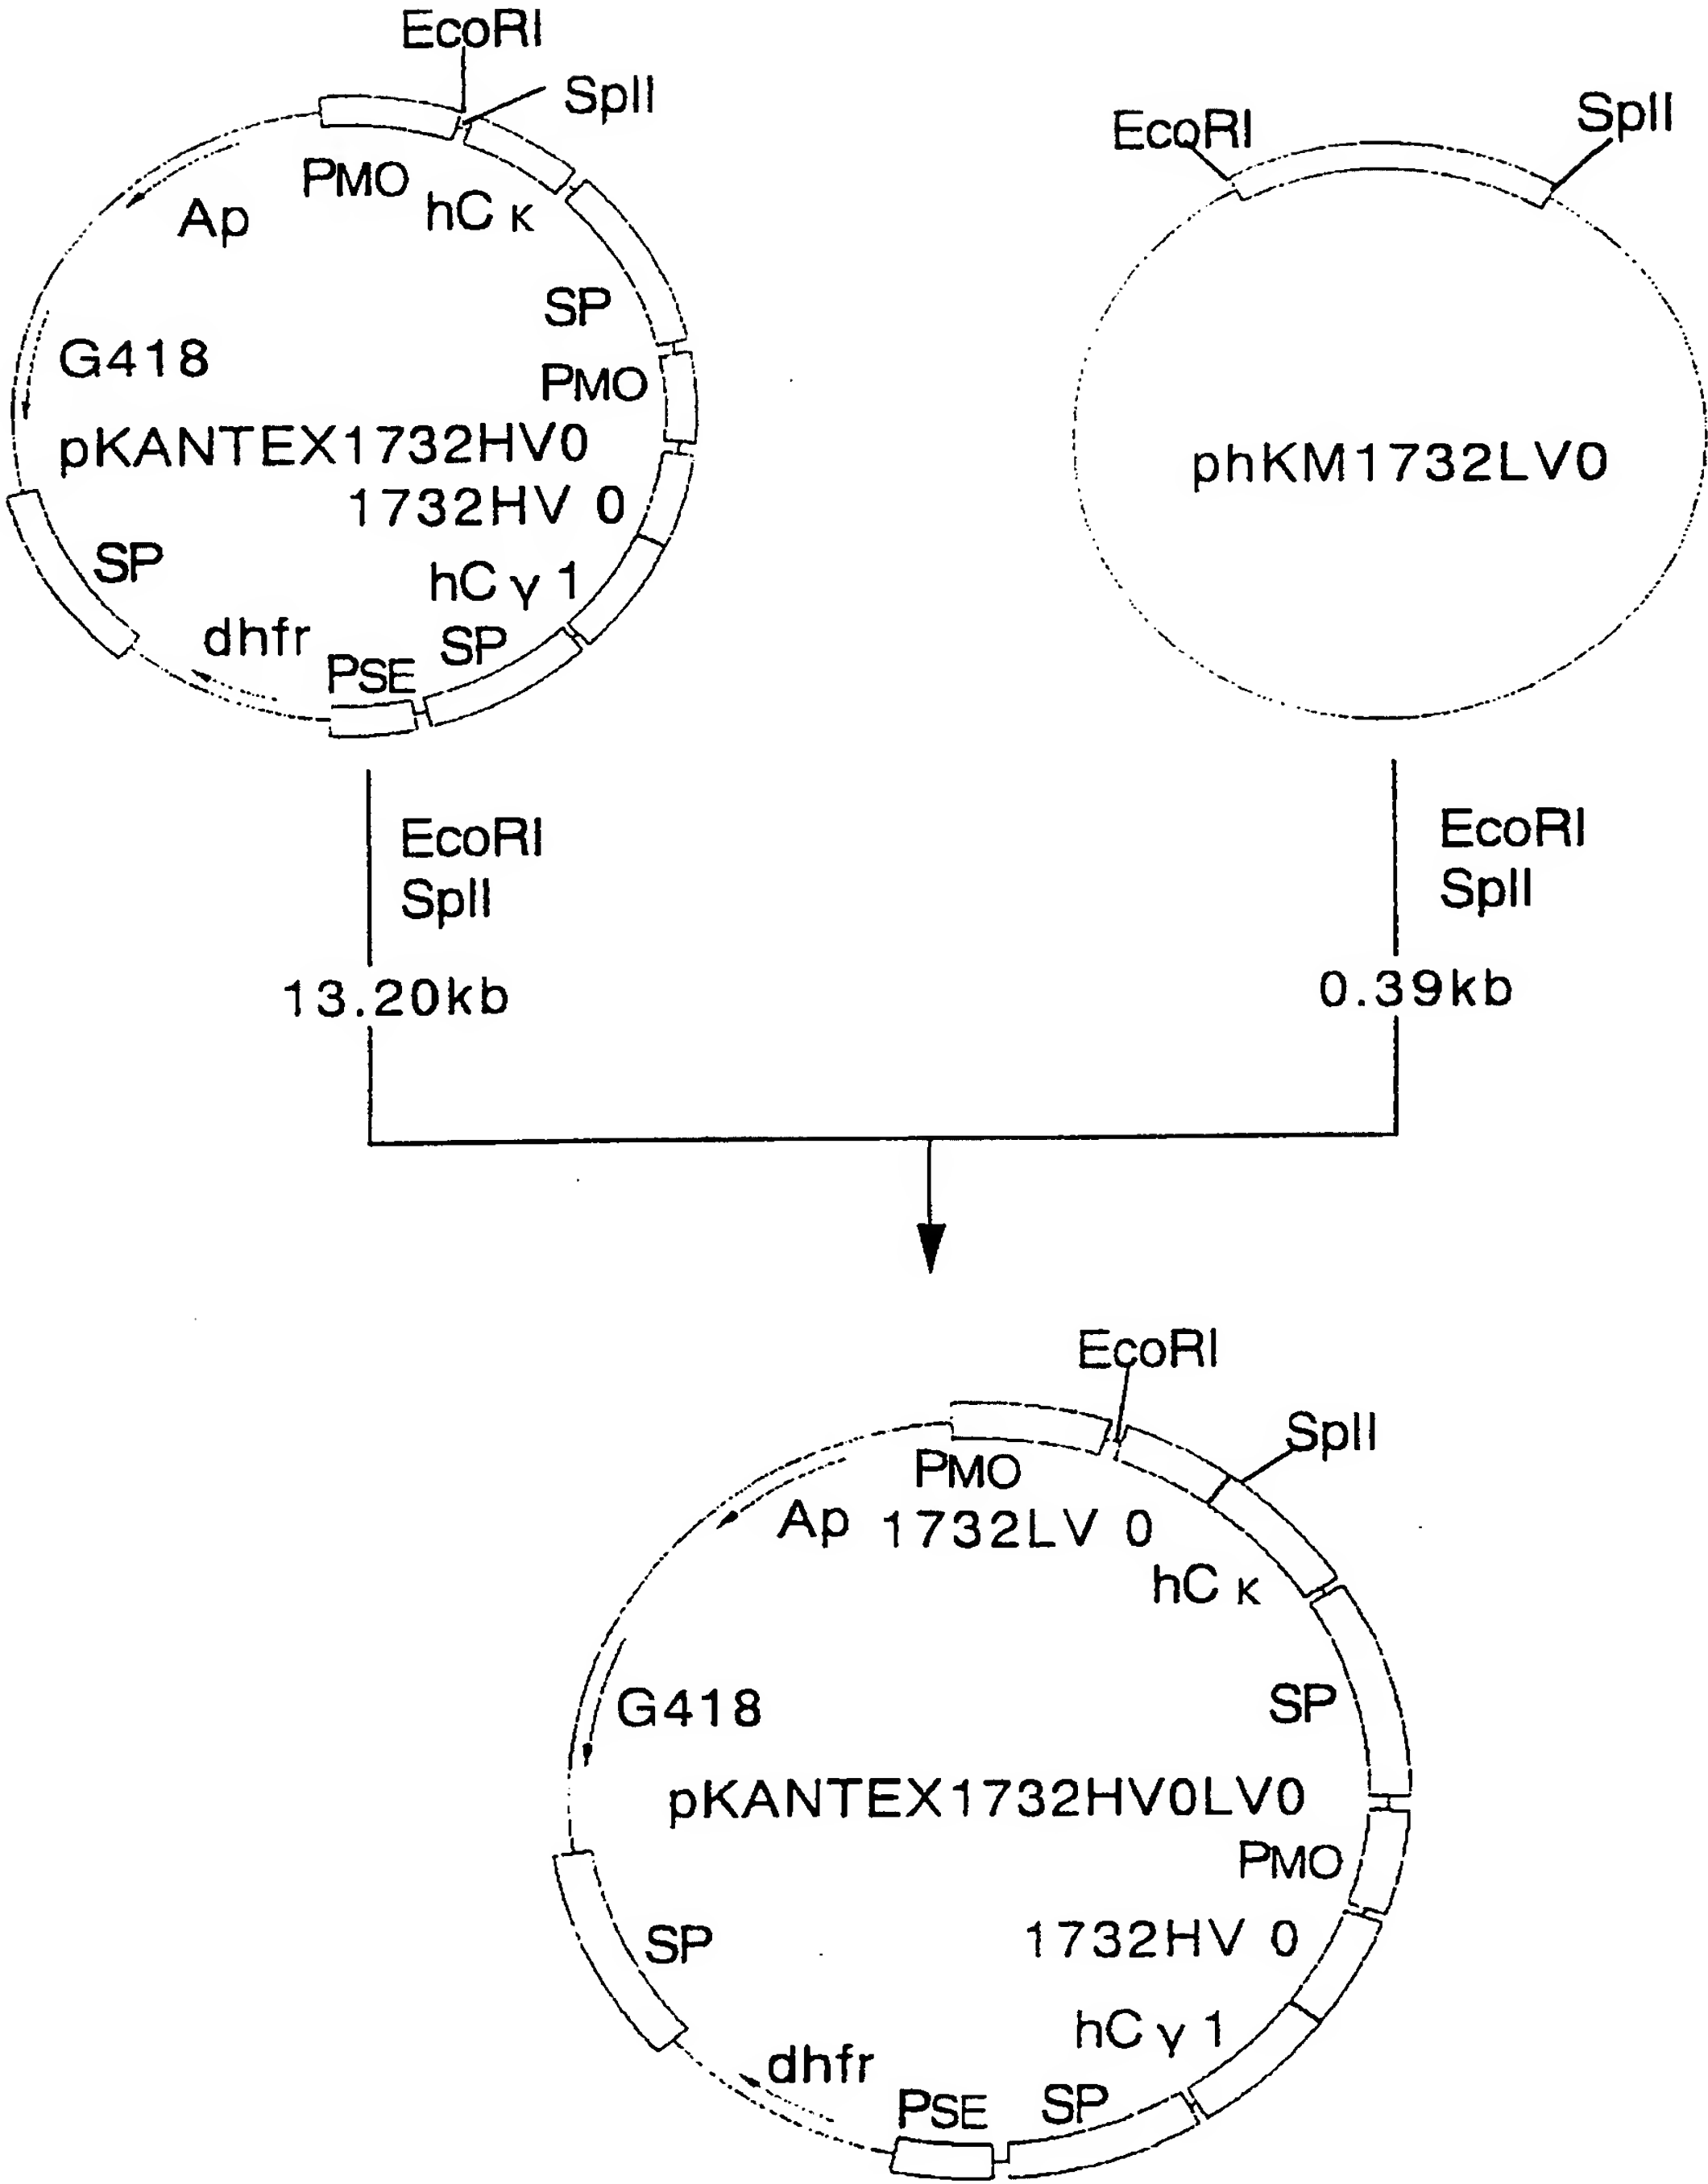 EcoRI
SplI
PMO
hC κ
Ap
SP
G418
PMO
pKANTEX1732HV0
1732HV 0
SP
hC γ 1
dhfr
SP
PSE
EcoRI
SplI
phKM1732LV0
EcoRI
SplI
13.20kb
EcoRI
SplI
0.39kb
EcoRI
SplI
PMO
Ap
1732LV 0
hC κ
SP
G418
pKANTEX1732HV0LV0
PMO
SP
1732HV 0
hC γ 1
dhfr
SP
PSE